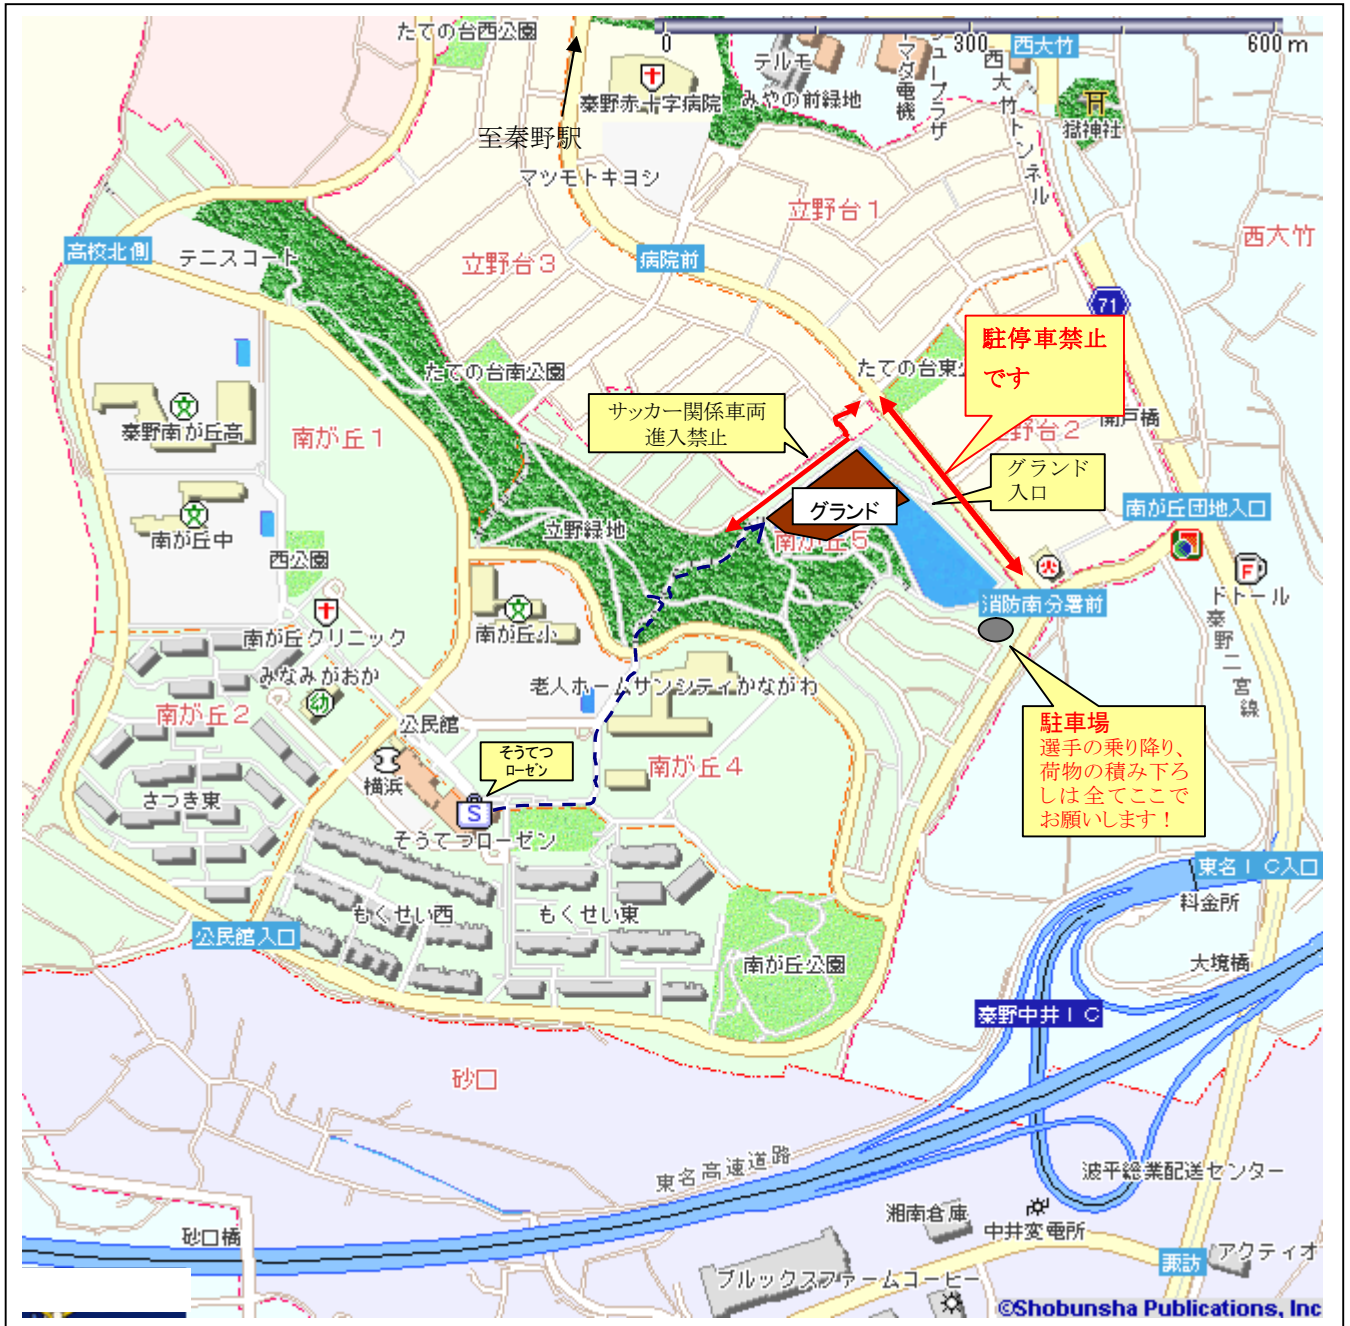 たての台西公園
0
300
600 m
西大竹
テルモ
みやの前緑地
マダ電機
シュープラザ
西大竹トンネル
嶽神社
秦野赤十字病院
至秦野駅
マツモトキヨシ
立野台1
西大竹
高校北側
テニスコート
立野台3
病院前
71
駐停車禁止
です
たての台南公園
たての台東公
開戸橋
サッカー関係車両
進入禁止
立野台2
秦野南が丘高
南が丘1
グランド
入口
グランド
南が丘団地入口
南が丘中
立野緑地
南が丘5
西公園
火
F
ドトール
消防南分署前
南が丘クリニック
南が丘小
秦野二宮線
みなみがおか
幼
老人ホームサンシティかながわ
南が丘2
公民館
駐車場
選手の乗り降り、
荷物の積み下ろ
しは全てここで
お願いします!
そうてつ
ローゼン
南が丘4
横浜
さつき東
S
そうてつローゼン
東名IC入口
料金所
もくせい西
もくせい東
公民館入口
南が丘公園
大境橋
秦野中井IC
砂口
東名高速道路
波平総業配送センター
湘南倉庫
中井変電所
砂口橋
諏訪
アクティオ
ブルックスファームコーヒー
©Shobunsha Publications, Inc